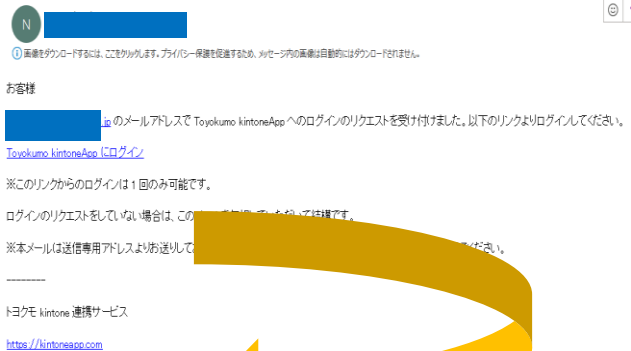 N
画像をダウンロードするには、ここをクリックします。プライバシー保護を促進するため、メッセージ内の画像は自動的にはダウンロードされません。
お客様
.jp のメールアドレスで Toyokumo kintoneApp へのログインのリクエストを受け付けました。以下のリンクよりログインしてください。
Toyokumo kintoneApp にログイン
※このリンクからのログインは 1 回のみ可能です。
ログインのリクエストをしていない場合は、この
結構です。
※本メールは送信専用アドレスよりお送りして
ください。
--------
トヨクモ kintone 連携サービス
https://kintoneapp.com